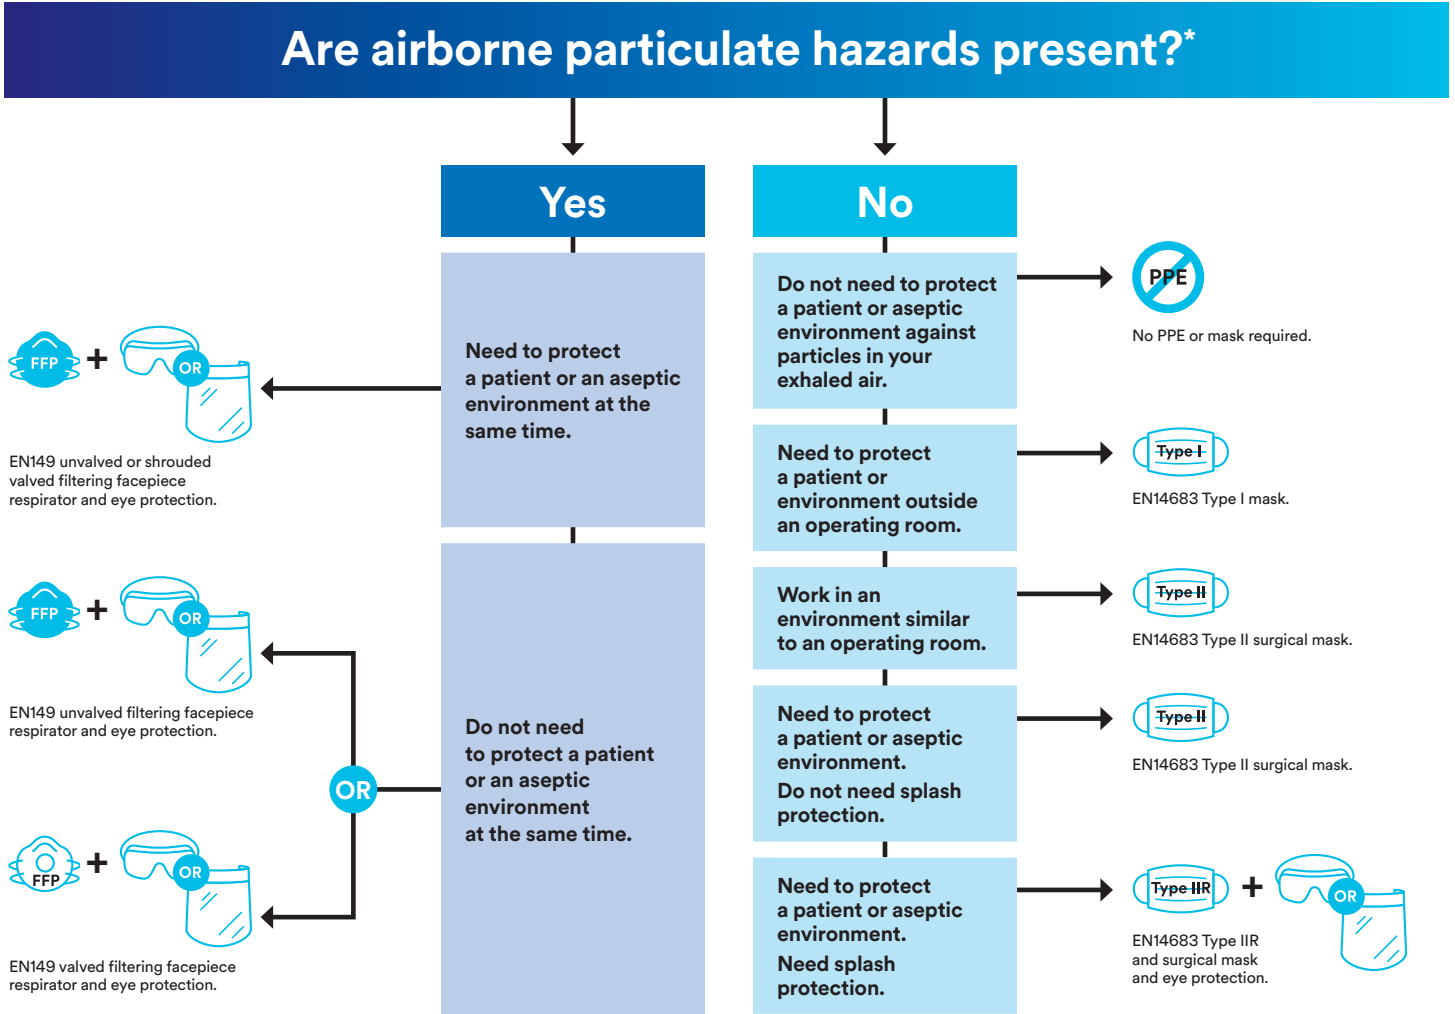 Are airborne particulate hazards present?*
Yes
Need to protect
a patient or an aseptic
environment at the
same time.
FFP
+
OR
EN149 unvalved or shrouded
valved filtering facepiece
respirator and eye protection.
Do not need
to protect a patient
or an aseptic
environment
at the same time.
OR
FFP
+
OR
EN149 unvalved filtering facepiece
respirator and eye protection.
FFP
+
OR
EN149 valved filtering facepiece
respirator and eye protection.
No
Do not need to protect
a patient or aseptic
environment against
particles in your
exhaled air.
PPE
No PPE or mask required.
Need to protect
a patient or
environment outside
an operating room.
Type I
EN14683 Type I mask.
Work in an
environment similar
to an operating room.
Type II
EN14683 Type II surgical mask.
Need to protect
a patient or aseptic
environment.
Do not need splash
protection.
Type II
EN14683 Type II surgical mask.
Need to protect
a patient or aseptic
environment.
Need splash
protection.
Type IIR
+
OR
EN14683 Type IIR
and surgical mask
and eye protection.